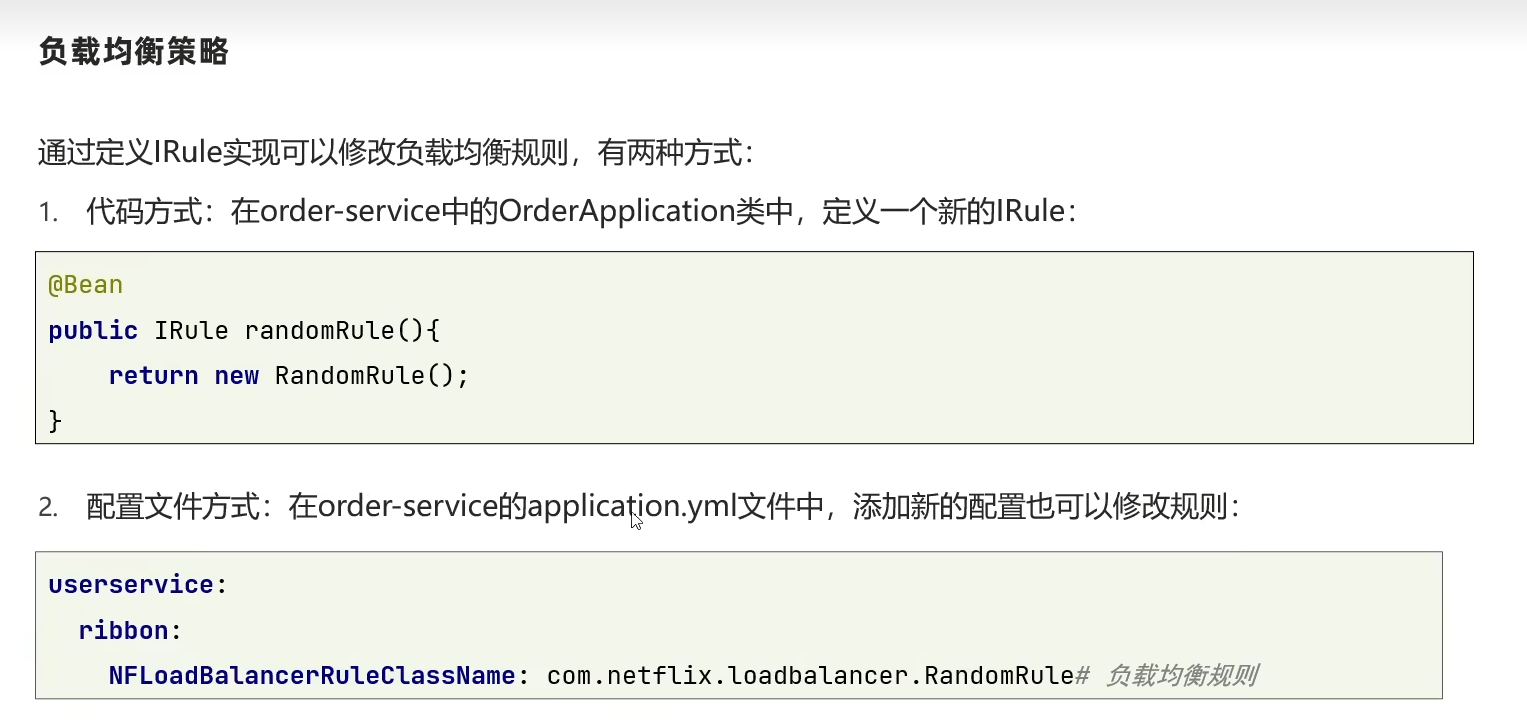 负载均衡策略
通过定义IRule实现可以修改负载均衡规则，有两种方式：
1. 代码方式：在order-service中的OrderApplication类中，定义一个新的IRule：
@Bean
public IRule randomRule(){
    return new RandomRule();
}
2. 配置文件方式：在order-service的application.yml文件中，添加新的配置也可以修改规则：
userservice:
  ribbon:
    NFLoadBalancerRuleClassName: com.netflix.loadbalancer.RandomRule# 负载均衡规则